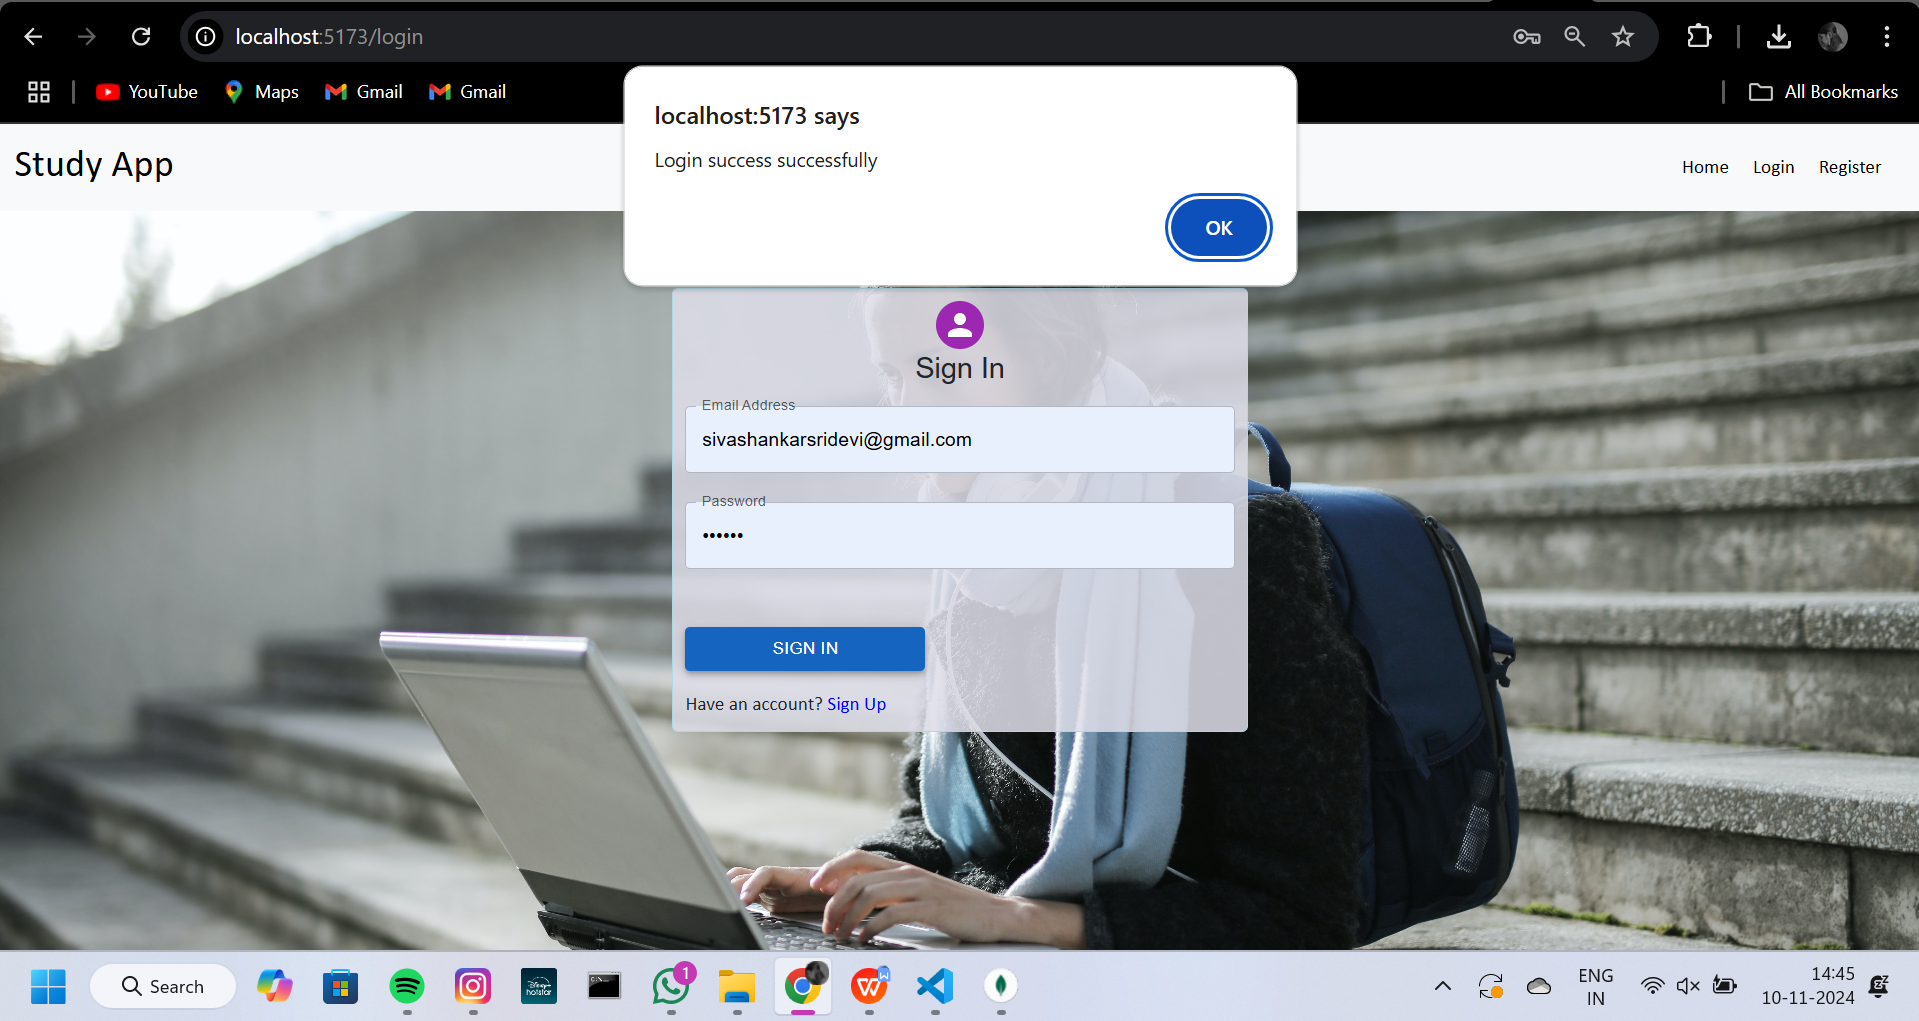 localhost:5173/login
YouTube
Maps
Gmail
Gmail
All Bookmarks
localhost:5173 says
Login success successfully
OK
Study App
Home
Login
Register
Sign In
Email Address
sivashankarsridevi@gmail.com
Password
••••••
SIGN IN
Have an account? Sign Up
Search
1
ENG
IN
14:45
10-11-2024